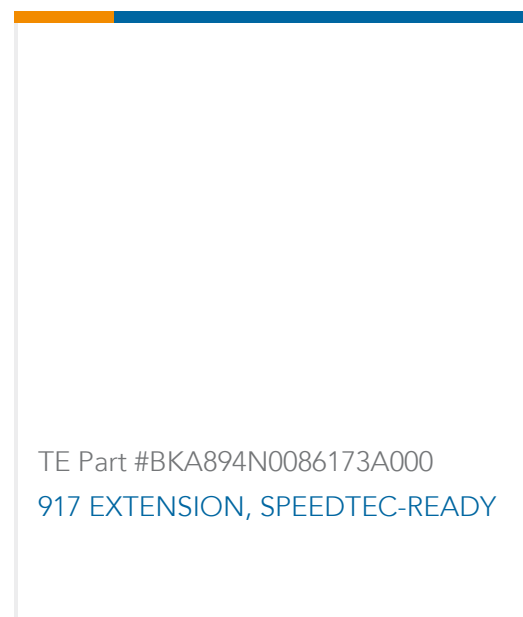 TE Part #BKA894N0086173A000
917 EXTENSION, SPEEDTEC-READY